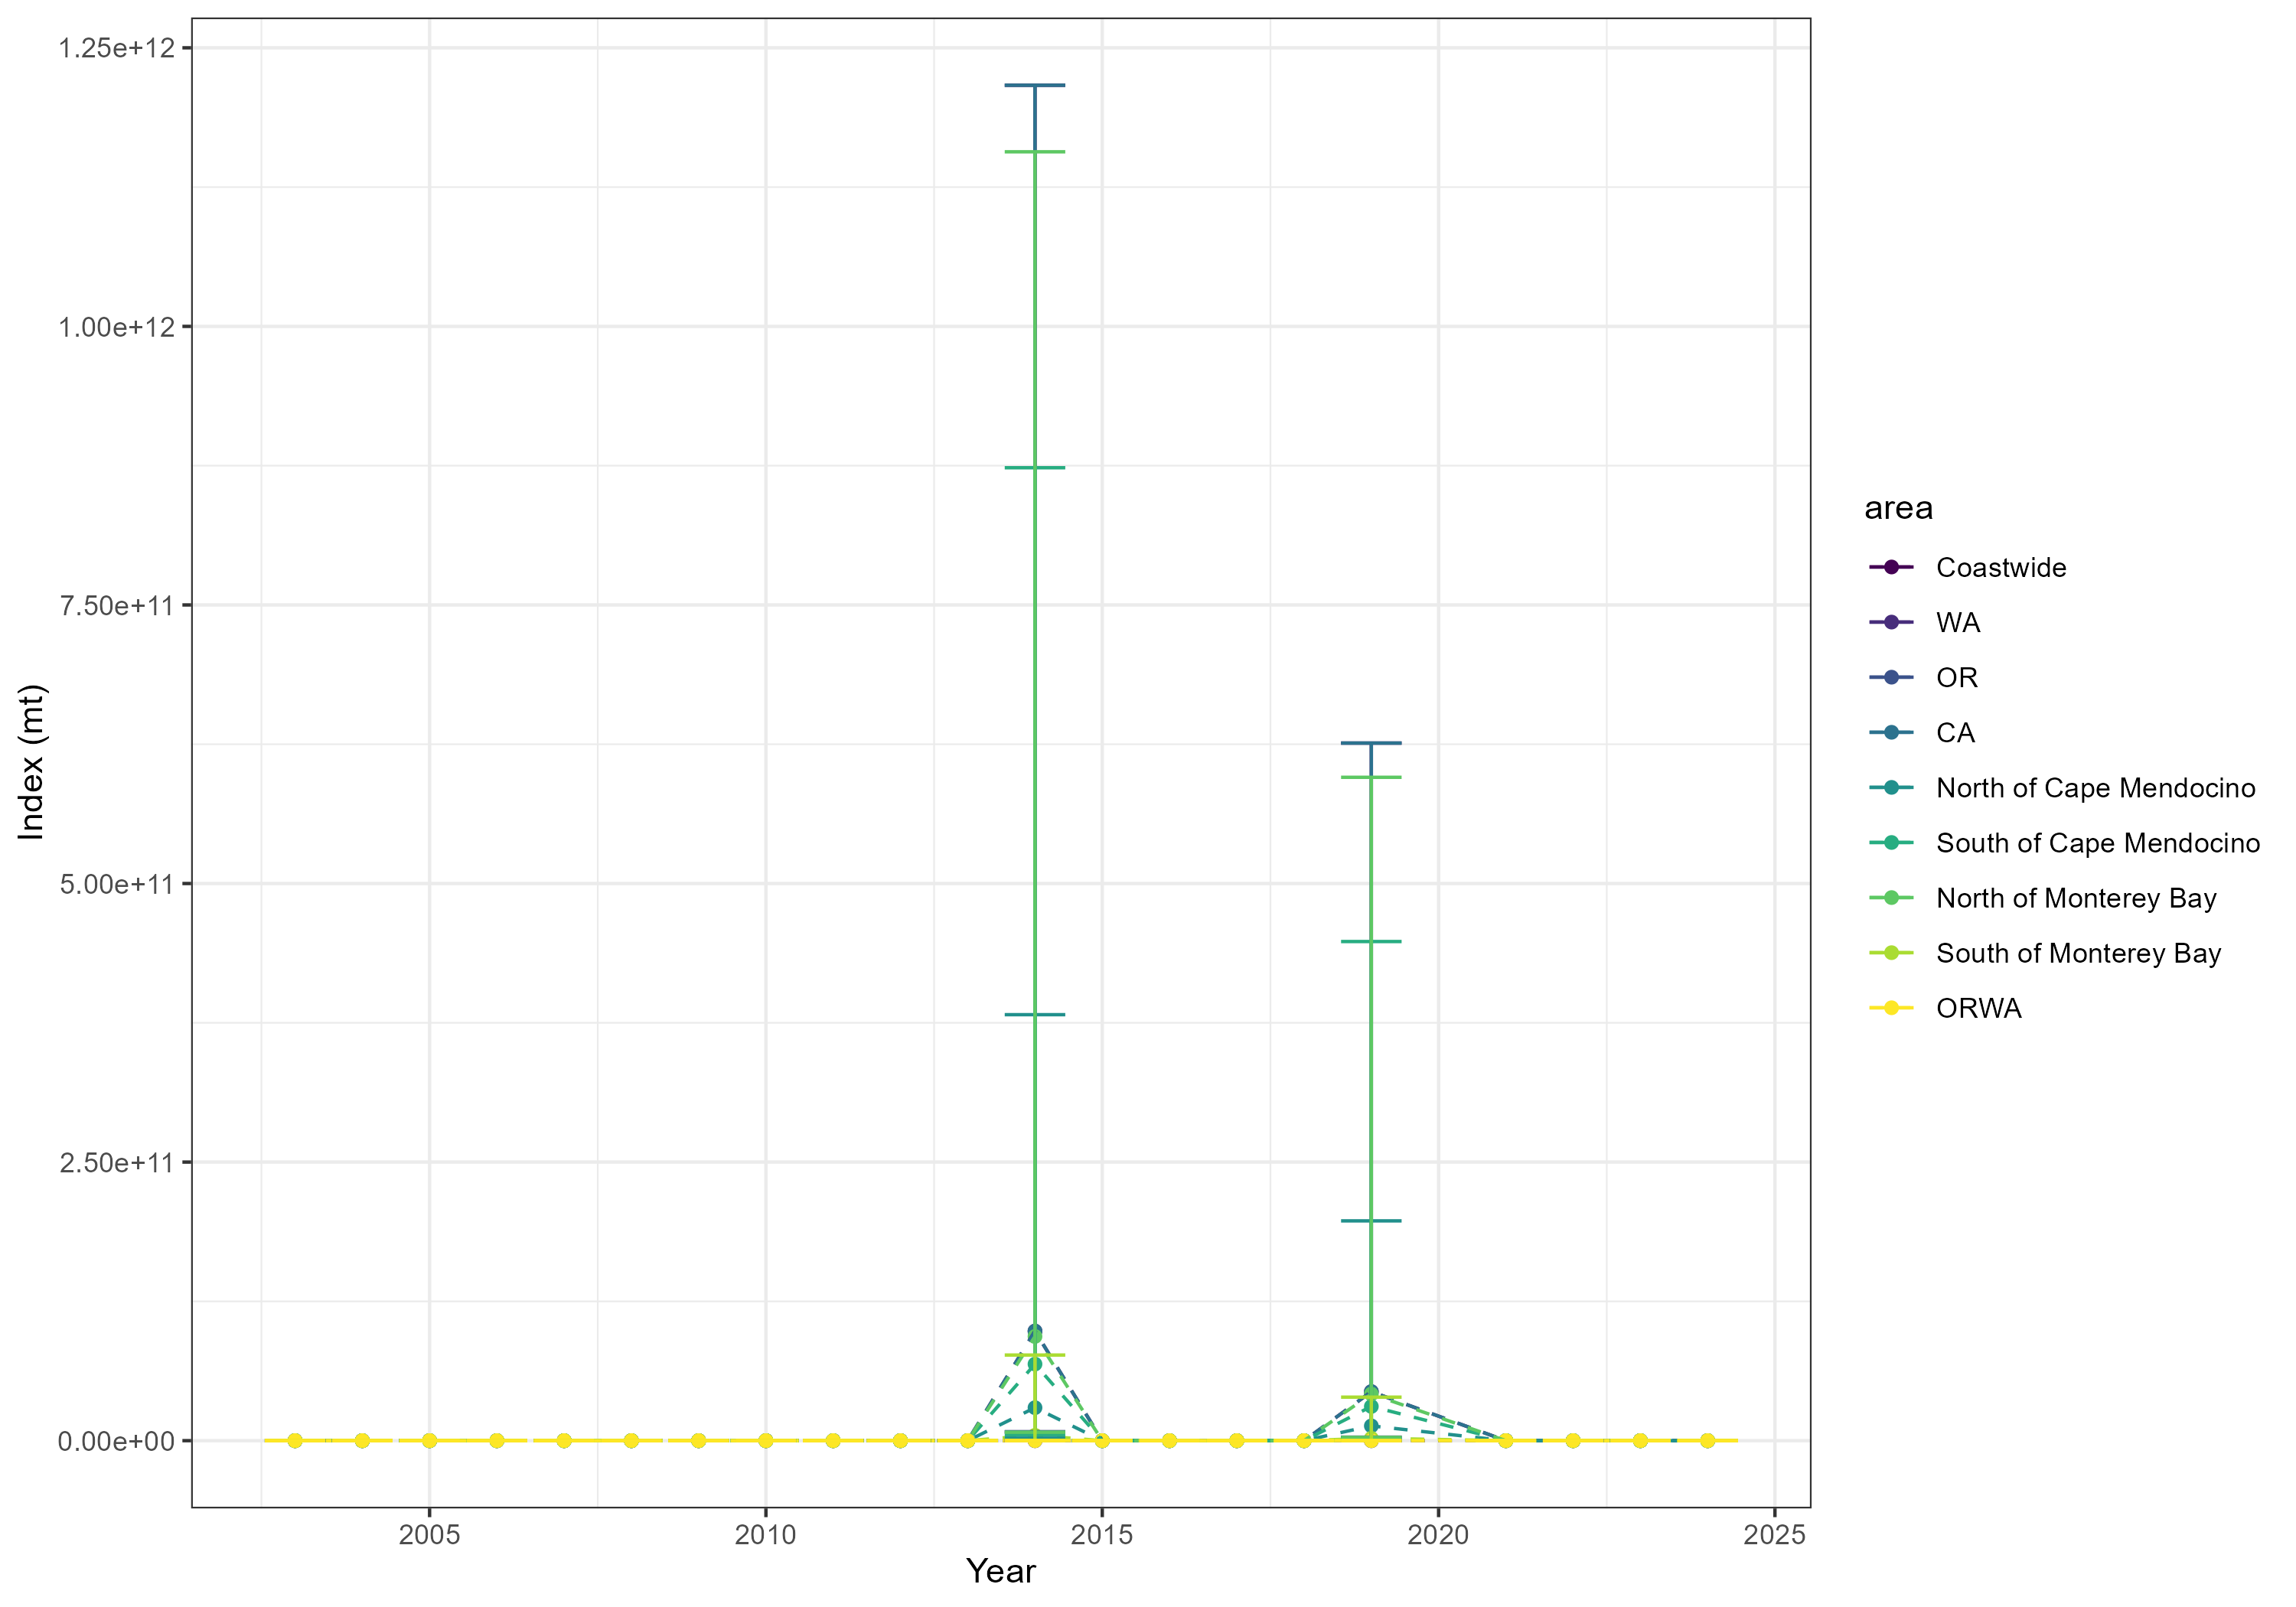 1.25e+12
1.00e+12
7.50e+11
5.00e+11
2.50e+11
0.00e+00
Index (mt)
2005
2010
2015
2020
2025
Year
area
Coastwide
WA
OR
CA
North of Cape Mendocino
South of Cape Mendocino
North of Monterey Bay
South of Monterey Bay
ORWA